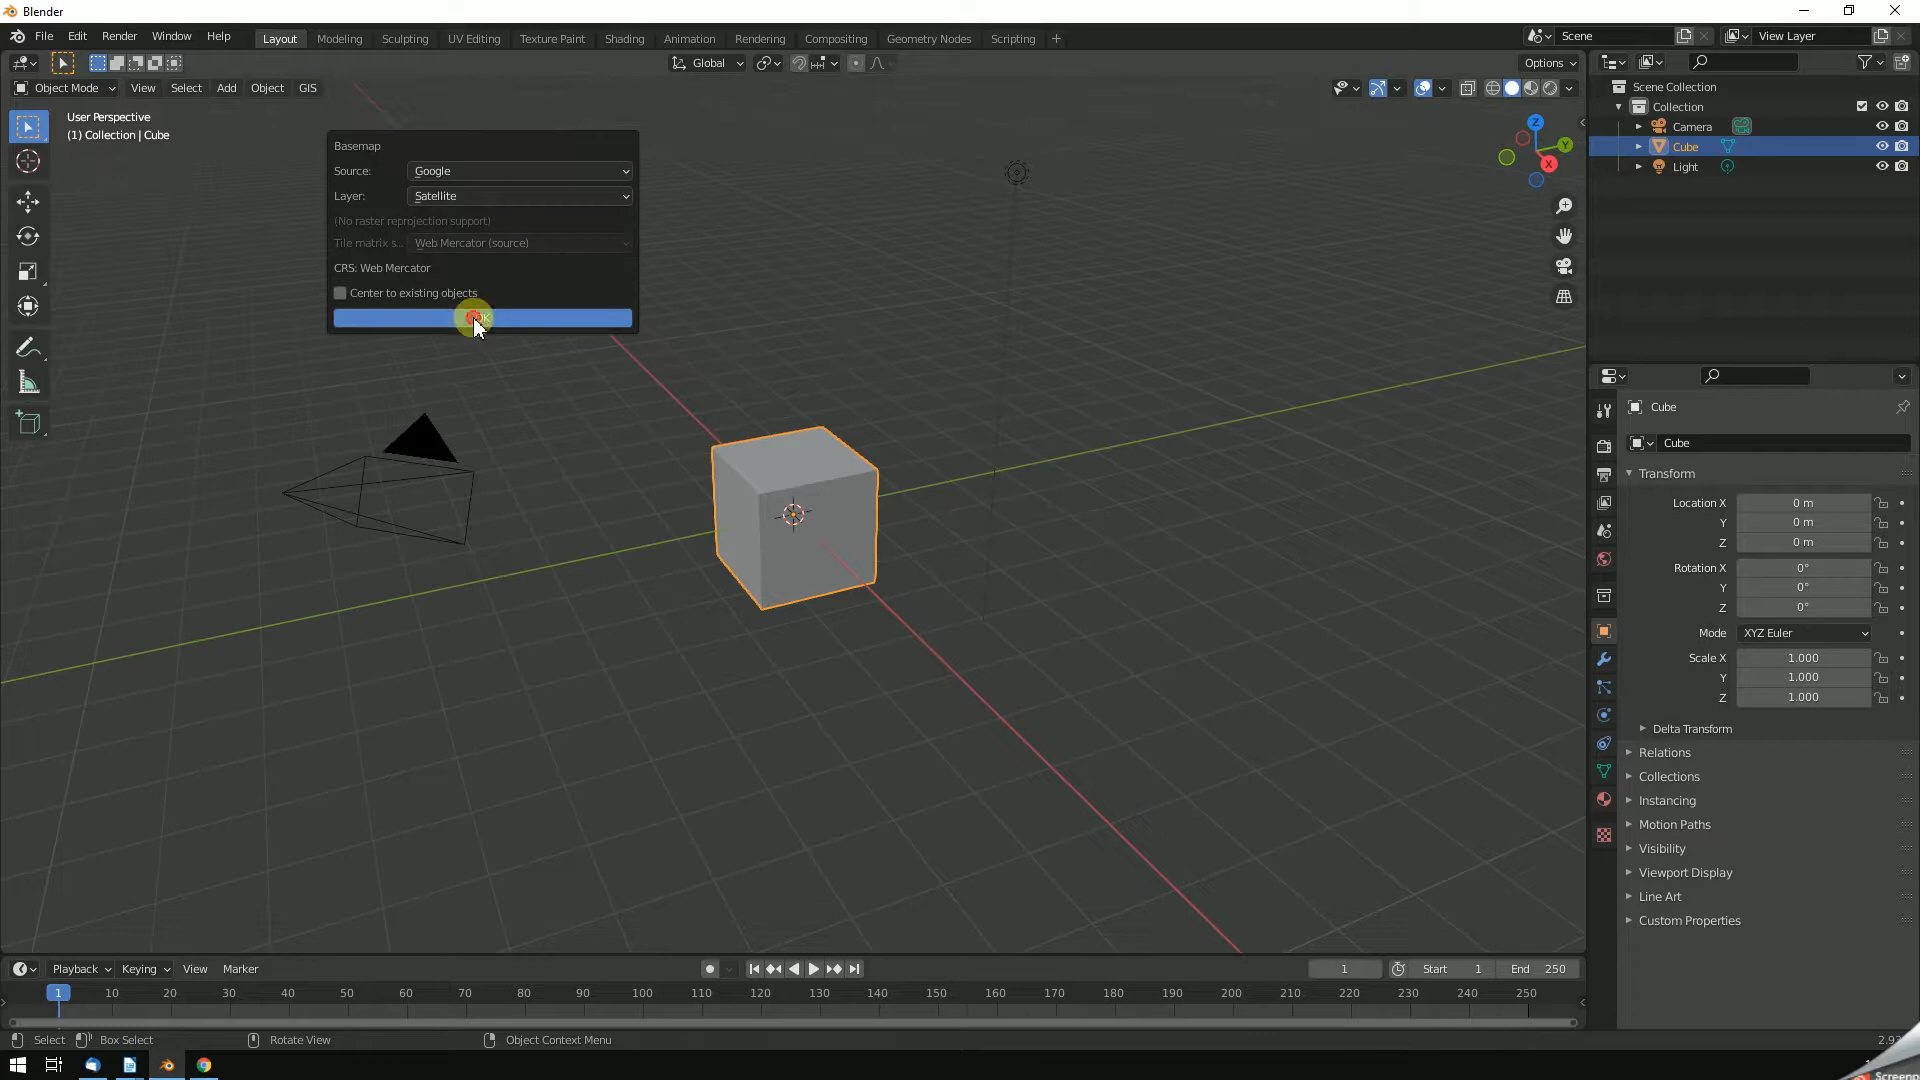 Blender
File Edit Render Window Help
Layout Modeling Sculpting UV Editing Texture Paint Shading Animation Rendering Compositing Geometry Nodes Scripting +
Scene
View Layer
Global
Options
Object Mode View Select Add Object GIS
User Perspective
(1) Collection | Cube
Z
Y
X
Basemap
Source: Google
Layer: Satellite
(No raster reprojection support)
Tile matrix s... Web Mercator (source)
CRS: Web Mercator
Center to existing objects
Scene Collection
Collection
Camera
Cube
Light
Cube
Cube
Transform
Location X 0 m
Y 0 m
Z 0 m
Rotation X 0°
Y 0°
Z 0°
Mode XYZ Euler
Scale X 1.000
Y 1.000
Z 1.000
Delta Transform
Relations
Collections
Instancing
Motion Paths
Visibility
Viewport Display
Line Art
Custom Properties
Playback Keying View Marker
1 Start 1 End 250
1 10 20 30 40 50 60 70 80 90 100 110 120 130 140 150 160 170 180 190 200 210 220 230 240 250
Select Box Select Rotate View Object Context Menu